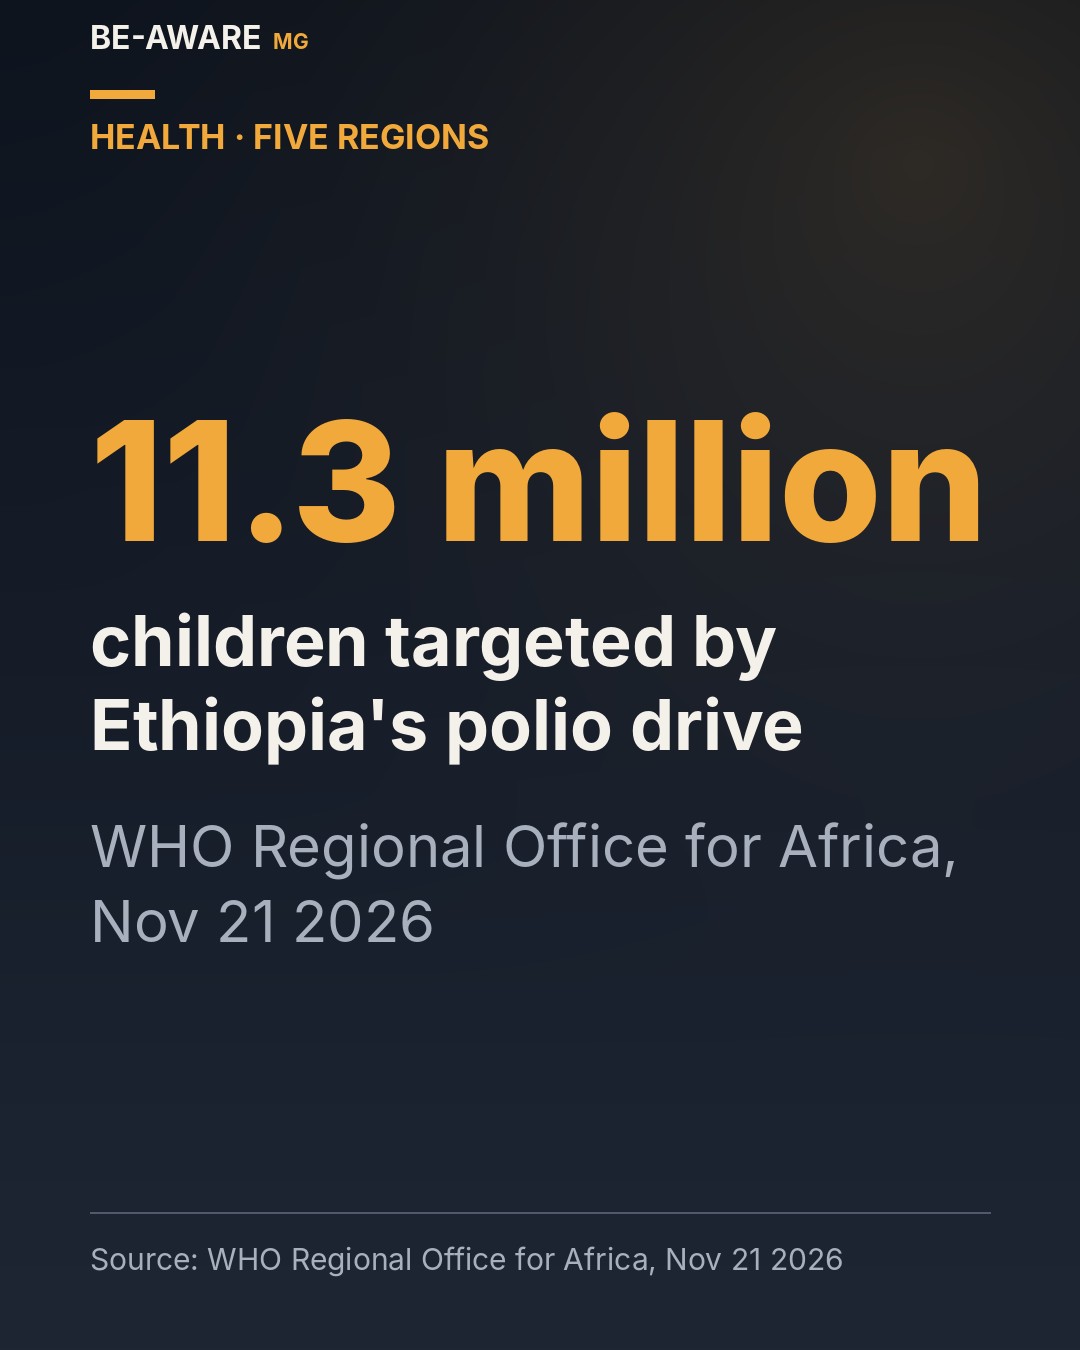 BE-AWARE MG
HEALTH · FIVE REGIONS
11.3 million
children targeted by
Ethiopia's polio drive
WHO Regional Office for Africa,
Nov 21 2026
Source: WHO Regional Office for Africa, Nov 21 2026